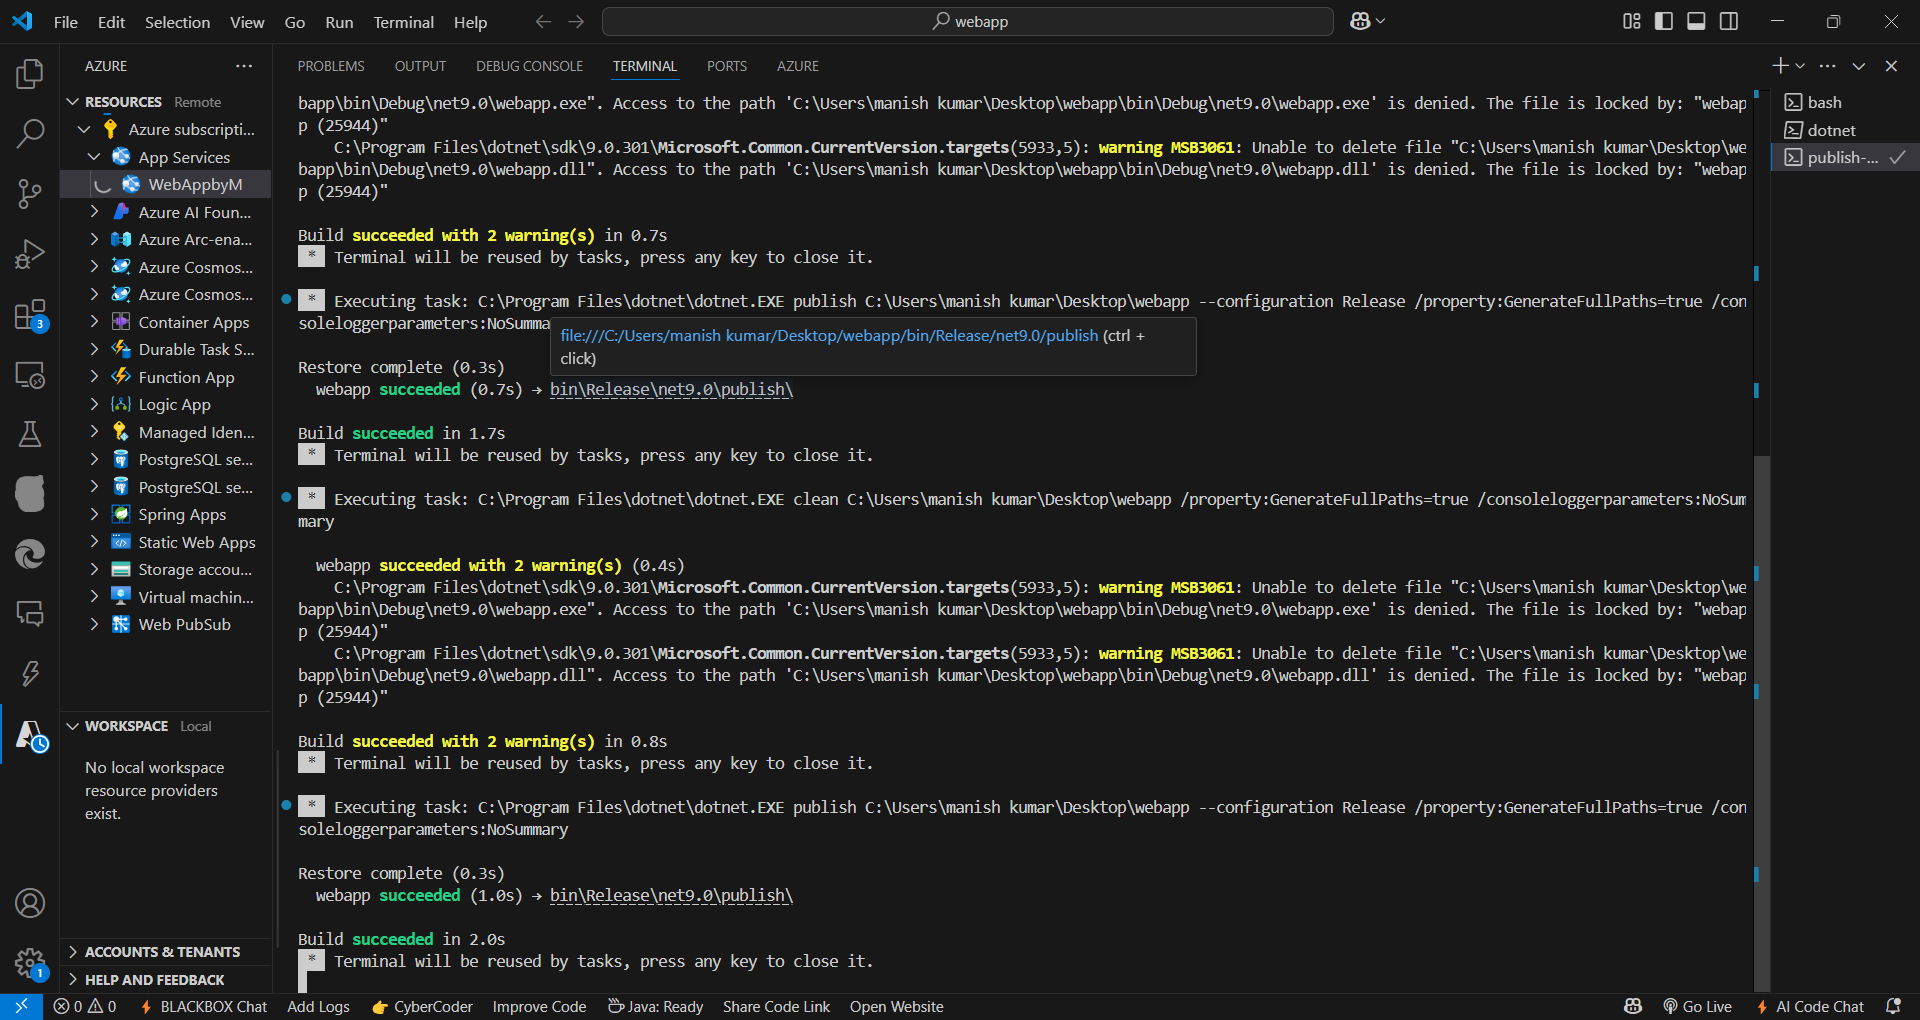 File Edit Selection View Go Run Terminal Help
webapp
AZURE
RESOURCES Remote
Azure subscripti...
App Services
WebAppbyM
Azure AI Foun...
Azure Arc-ena...
Azure Cosmos...
Azure Cosmos...
Container Apps
Durable Task S...
Function App
Logic App
Managed Iden...
PostgreSQL se...
PostgreSQL se...
Spring Apps
Static Web Apps
Storage accou...
Virtual machin...
Web PubSub
WORKSPACE Local
No local workspace
resource providers
exist.
ACCOUNTS & TENANTS
HELP AND FEEDBACK
3
1
PROBLEMS OUTPUT DEBUG CONSOLE TERMINAL PORTS AZURE
bapp\bin\Debug\net9.0\webapp.exe". Access to the path 'C:\Users\manish kumar\Desktop\webapp\bin\Debug\net9.0\webapp.exe' is denied. The file is locked by: "webap
p (25944)"
C:\Program Files\dotnet\sdk\9.0.301\Microsoft.Common.CurrentVersion.targets(5933,5): warning MSB3061: Unable to delete file "C:\Users\manish kumar\Desktop\we
bapp\bin\Debug\net9.0\webapp.dll". Access to the path 'C:\Users\manish kumar\Desktop\webapp\bin\Debug\net9.0\webapp.dll' is denied. The file is locked by: "webap
p (25944)"
Build succeeded with 2 warning(s) in 0.7s
* Terminal will be reused by tasks, press any key to close it.
* Executing task: C:\Program Files\dotnet\dotnet.EXE publish C:\Users\manish kumar\Desktop\webapp --configuration Release /property:GenerateFullPaths=true /con
soleloggerparameters:NoSumma
file:///C:/Users/manish kumar/Desktop/webapp/bin/Release/net9.0/publish (ctrl +
click)
Restore complete (0.3s)
webapp succeeded (0.7s) → bin\Release\net9.0\publish\
Build succeeded in 1.7s
* Terminal will be reused by tasks, press any key to close it.
* Executing task: C:\Program Files\dotnet\dotnet.EXE clean C:\Users\manish kumar\Desktop\webapp /property:GenerateFullPaths=true /consoleloggerparameters:NoSum
mary
webapp succeeded with 2 warning(s) (0.4s)
C:\Program Files\dotnet\sdk\9.0.301\Microsoft.Common.CurrentVersion.targets(5933,5): warning MSB3061: Unable to delete file "C:\Users\manish kumar\Desktop\we
bapp\bin\Debug\net9.0\webapp.exe". Access to the path 'C:\Users\manish kumar\Desktop\webapp\bin\Debug\net9.0\webapp.exe' is denied. The file is locked by: "webap
p (25944)"
C:\Program Files\dotnet\sdk\9.0.301\Microsoft.Common.CurrentVersion.targets(5933,5): warning MSB3061: Unable to delete file "C:\Users\manish kumar\Desktop\we
bapp\bin\Debug\net9.0\webapp.dll". Access to the path 'C:\Users\manish kumar\Desktop\webapp\bin\Debug\net9.0\webapp.dll' is denied. The file is locked by: "webap
p (25944)"
Build succeeded with 2 warning(s) in 0.8s
* Terminal will be reused by tasks, press any key to close it.
* Executing task: C:\Program Files\dotnet\dotnet.EXE publish C:\Users\manish kumar\Desktop\webapp --configuration Release /property:GenerateFullPaths=true /con
soleloggerparameters:NoSummary
Restore complete (0.3s)
webapp succeeded (1.0s) → bin\Release\net9.0\publish\
Build succeeded in 2.0s
* Terminal will be reused by tasks, press any key to close it.
bash
dotnet
publish-...
0 0 BLACKBOX Chat Add Logs CyberCoder Improve Code Java: Ready Share Code Link Open Website Go Live AI Code Chat